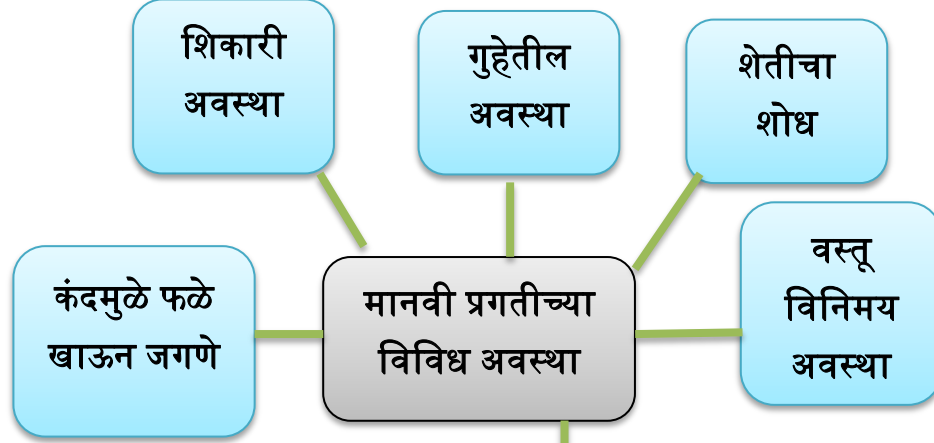 शिकारी
अवस्था
गुहेतील
अवस्था
शेतीचा
शोध
वस्तू
विनिमय
अवस्था
कंदमुळे फळे
खाऊन जगणे
मानवी प्रगतीच्या
विविध अवस्था